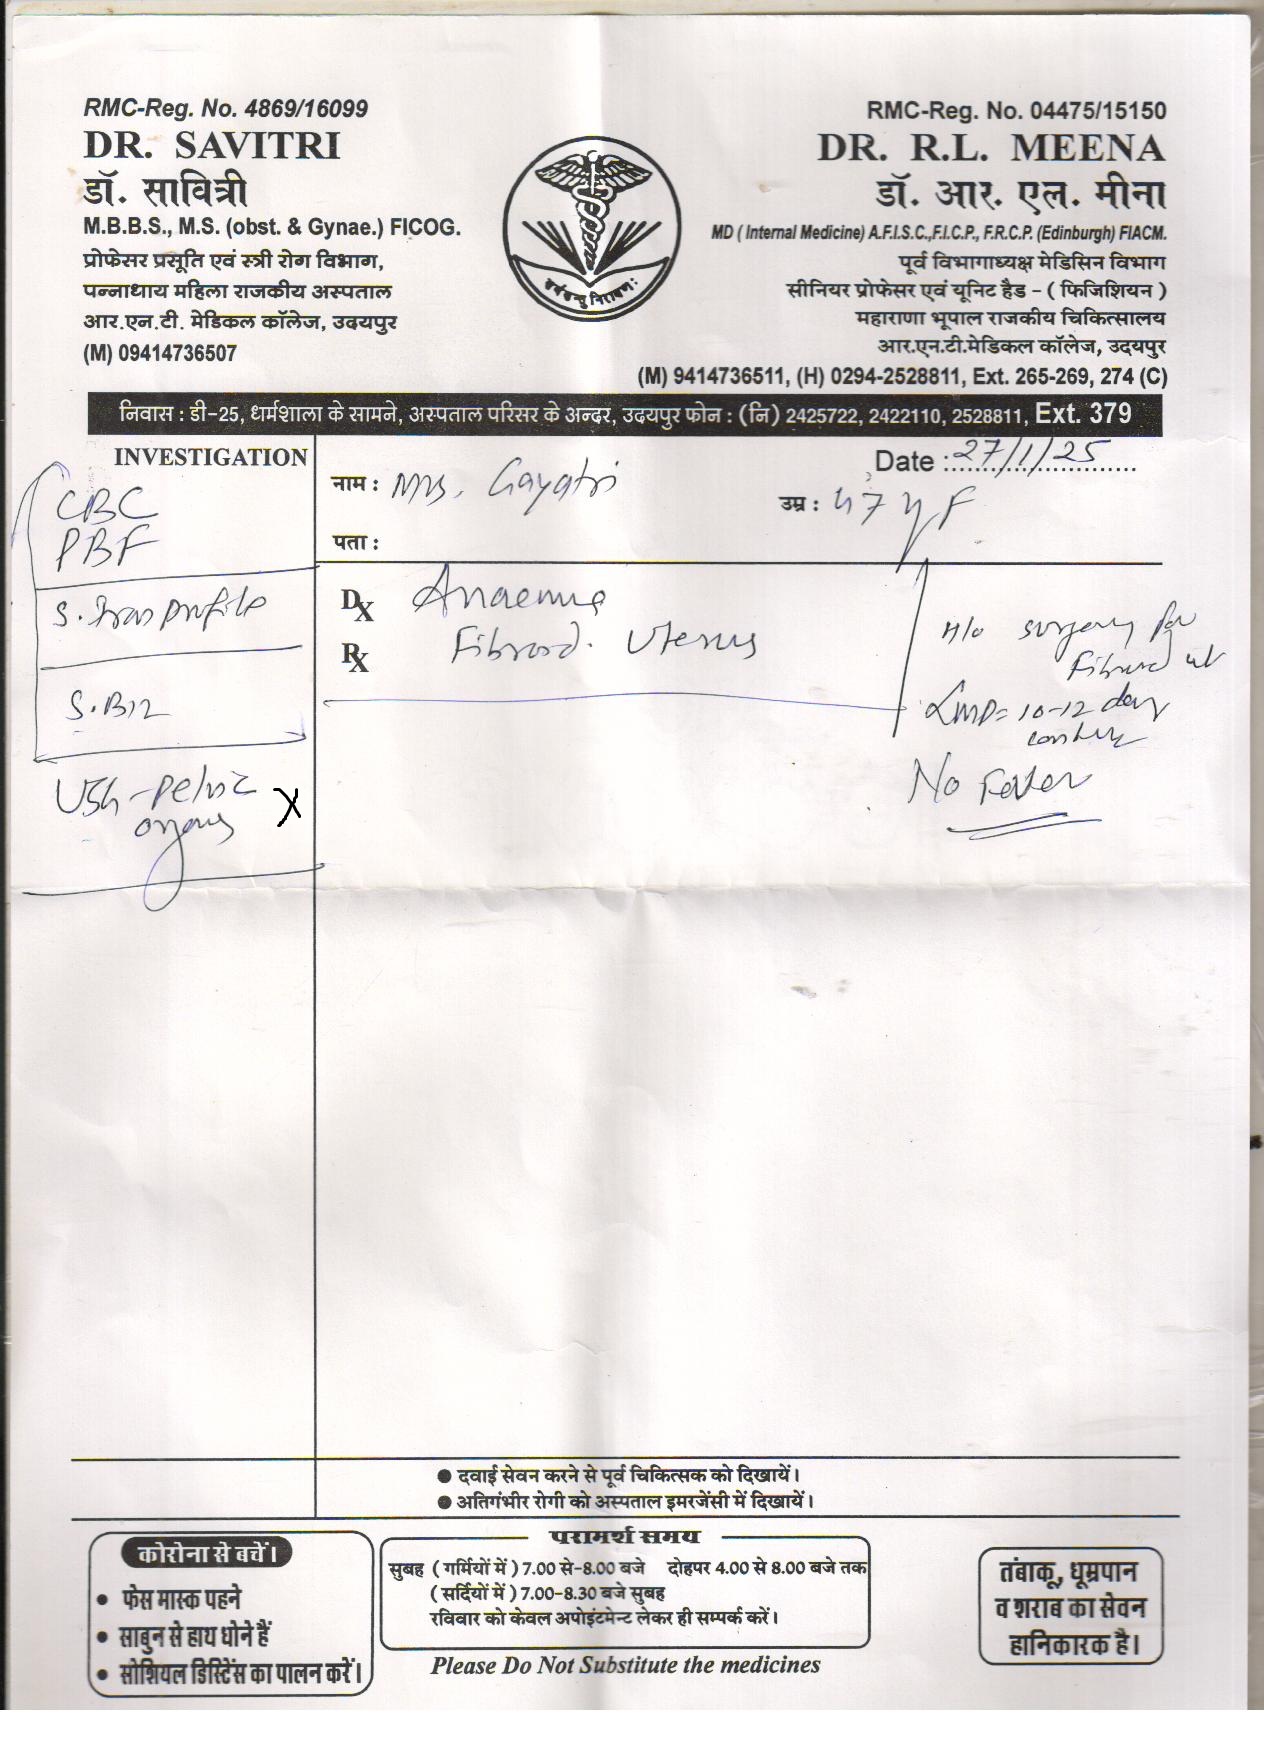 RMC-Reg. No. 4869/16099
DR. SAVITRI
डॉ. सावित्री
M.B.B.S., M.S. (obst. & Gynae.) FICOG.
प्रोफेसर प्रसूति एवं स्त्री रोग विभाग,
पन्नाधाय महिला राजकीय अस्पताल
आर.एन.टी. मेडिकल कॉलेज, उदयपुर
(M) 09414736507
RMC-Reg. No. 04475/15150
DR. R.L. MEENA
डॉ. आर. एल. मीना
MD ( Internal Medicine) A.F.I.S.C.,F.I.C.P., F.R.C.P. (Edinburgh) FIACM.
पूर्व विभागाध्यक्ष मेडिसिन विभाग
सीनियर प्रोफेसर एवं यूनिट हैड - ( फिजिशियन )
महाराणा भूपाल राजकीय चिकित्सालय
आर.एन.टी.मेडिकल कॉलेज, उदयपुर
(M) 9414736511, (H) 0294-2528811, Ext. 265-269, 274 (C)
निवास : डी-25, धर्मशाला के सामने, अस्पताल परिसर के अन्दर, उदयपुर फोन : (नि) 2425722, 2422110, 2528811, Ext. 379
INVESTIGATION
CBC
PBF
S. Iron profile
S. B12
USG - pelvic
organs X
Date : 27/1/25
नाम : Mrs. Gayatri
उम्र : 47 y F
पता :
DX Anaemia
RX Fibroid. Uterus
H/o surgery for
Fibroid ut
LMP = 10-12 day
No Fever
● दवाई सेवन करने से पूर्व चिकित्सक को दिखायें।
● अतिगंभीर रोगी को अस्पताल इमरजेंसी में दिखायें।
कोरोना से बचें।
● फेस मास्क पहने
● साबुन से हाथ धोने हैं
● सोशियल डिस्टिेंस का पालन करें।
परामर्श समय
सुबह ( गर्मियों में ) 7.00 से-8.00 बजे दोहपर 4.00 से 8.00 बजे तक
( सर्दियों में ) 7.00-8.30 बजे सुबह
रविवार को केवल अपोइंटमेन्ट लेकर ही सम्पर्क करें।
Please Do Not Substitute the medicines
तंबाकू, धूम्रपान
व शराब का सेवन
हानिकारक है।